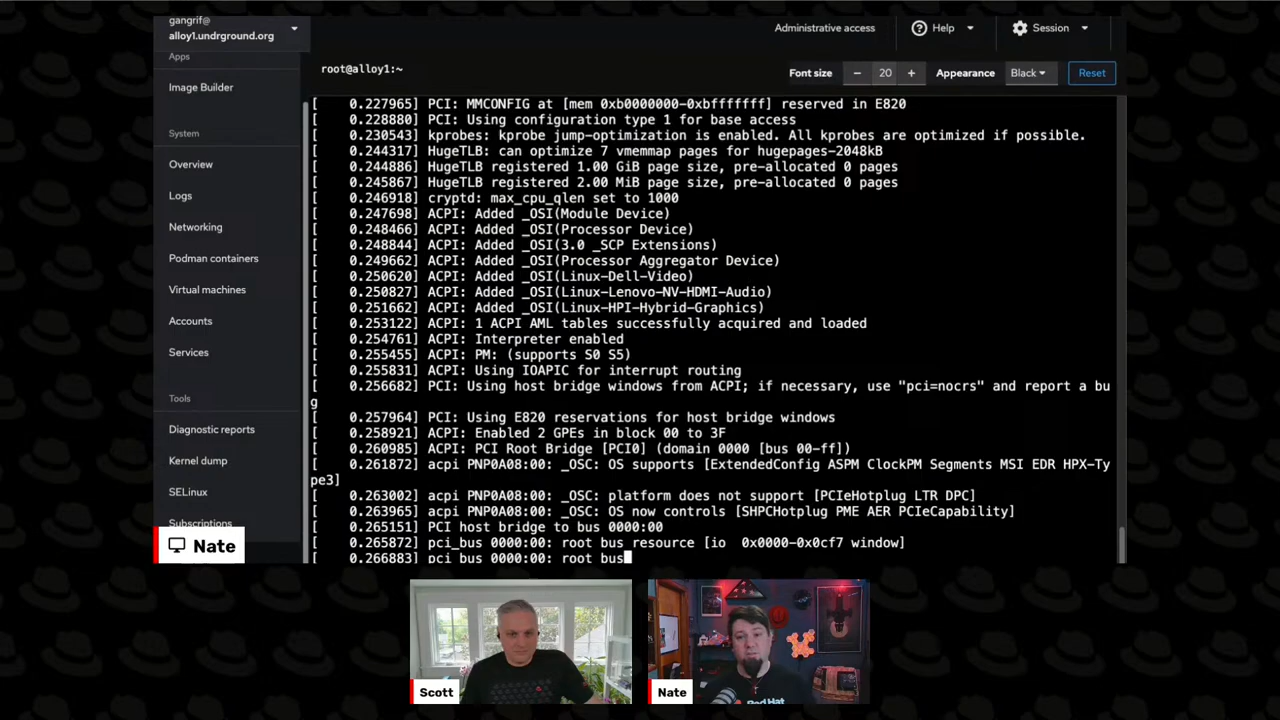 gangrif@
alloy1.undrground.org
Administrative access
Help
Session
Apps
Image Builder
System
Overview
Logs
Networking
Podman containers
Virtual machines
Accounts
Services
Tools
Diagnostic reports
Kernel dump
SELinux
Subscriptions
root@alloy1:~
Font size
20
Appearance
Black
Reset
[    0.227965] PCI: MMCONFIG at [mem 0xb0000000-0xbfffffff] reserved in E820
[    0.228880] PCI: Using configuration type 1 for base access
[    0.230543] kprobes: kprobe jump-optimization is enabled. All kprobes are optimized if possible.
[    0.244317] HugeTLB: can optimize 7 vmemmap pages for hugepages-2048kB
[    0.244886] HugeTLB registered 1.00 GiB page size, pre-allocated 0 pages
[    0.245867] HugeTLB registered 2.00 MiB page size, pre-allocated 0 pages
[    0.246918] cryptd: max_cpu_qlen set to 1000
[    0.247698] ACPI: Added _OSI(Module Device)
[    0.248466] ACPI: Added _OSI(Processor Device)
[    0.248844] ACPI: Added _OSI(3.0 _SCP Extensions)
[    0.249662] ACPI: Added _OSI(Processor Aggregator Device)
[    0.250620] ACPI: Added _OSI(Linux-Dell-Video)
[    0.250827] ACPI: Added _OSI(Linux-Lenovo-NV-HDMI-Audio)
[    0.251662] ACPI: Added _OSI(Linux-HPI-Hybrid-Graphics)
[    0.253122] ACPI: 1 ACPI AML tables successfully acquired and loaded
[    0.254761] ACPI: Interpreter enabled
[    0.255455] ACPI: PM: (supports S0 S5)
[    0.255831] ACPI: Using IOAPIC for interrupt routing
[    0.256682] PCI: Using host bridge windows from ACPI; if necessary, use "pci=nocrs" and report a bu
g
[    0.257964] PCI: Using E820 reservations for host bridge windows
[    0.258921] ACPI: Enabled 2 GPEs in block 00 to 3F
[    0.260985] ACPI: PCI Root Bridge [PCI0] (domain 0000 [bus 00-ff])
[    0.261872] acpi PNP0A08:00: _OSC: OS supports [ExtendedConfig ASPM ClockPM Segments MSI EDR HPX-Ty
pe3]
[    0.263002] acpi PNP0A08:00: _OSC: platform does not support [PCIeHotplug LTR DPC]
[    0.263965] acpi PNP0A08:00: _OSC: OS now controls [SHPCHotplug PME AER PCIeCapability]
[    0.265151] PCI host bridge to bus 0000:00
[    0.265872] pci_bus 0000:00: root bus resource [io  0x0000-0x0cf7 window]
[    0.266883] pci_bus 0000:00: root bus
Nate
Scott
Nate
Red Hat